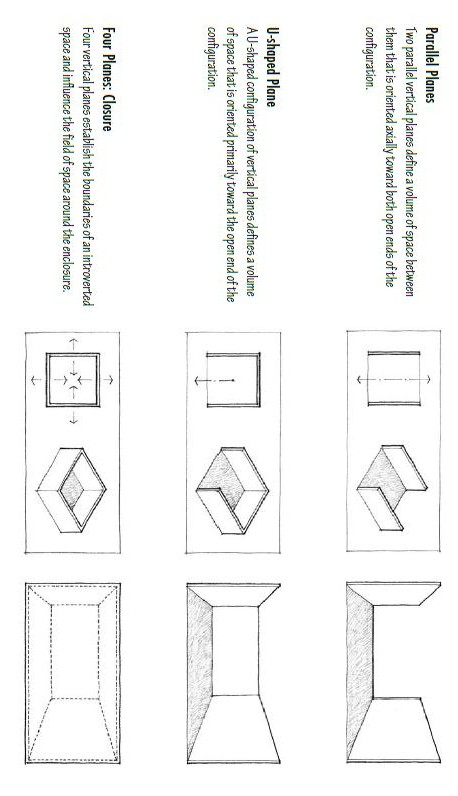 Parallel Planes
Two parallel vertical planes define a volume of space between
them that is oriented axially toward both open ends of the
configuration.
U-shaped Plane
A U-shaped configuration of vertical planes defines a volume
of space that is oriented primarily toward the open end of the
configuration.
Four Planes: Closure
Four vertical planes establish the boundaries of an introverted
space and influence the field of space around the enclosure.